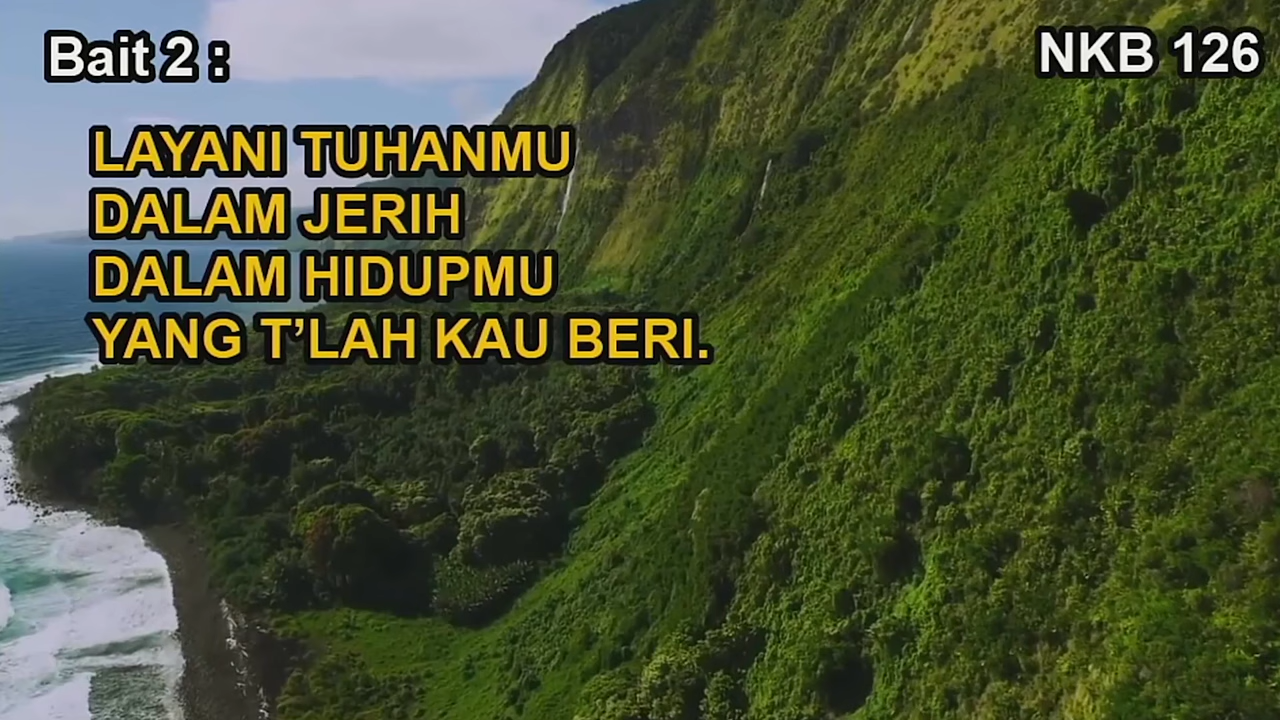 Bait 2 :
NKB 126
LAYANI TUHANMU
DALAM JERIH
DALAM HIDUPMU
YANG T’LAH KAU BERI.